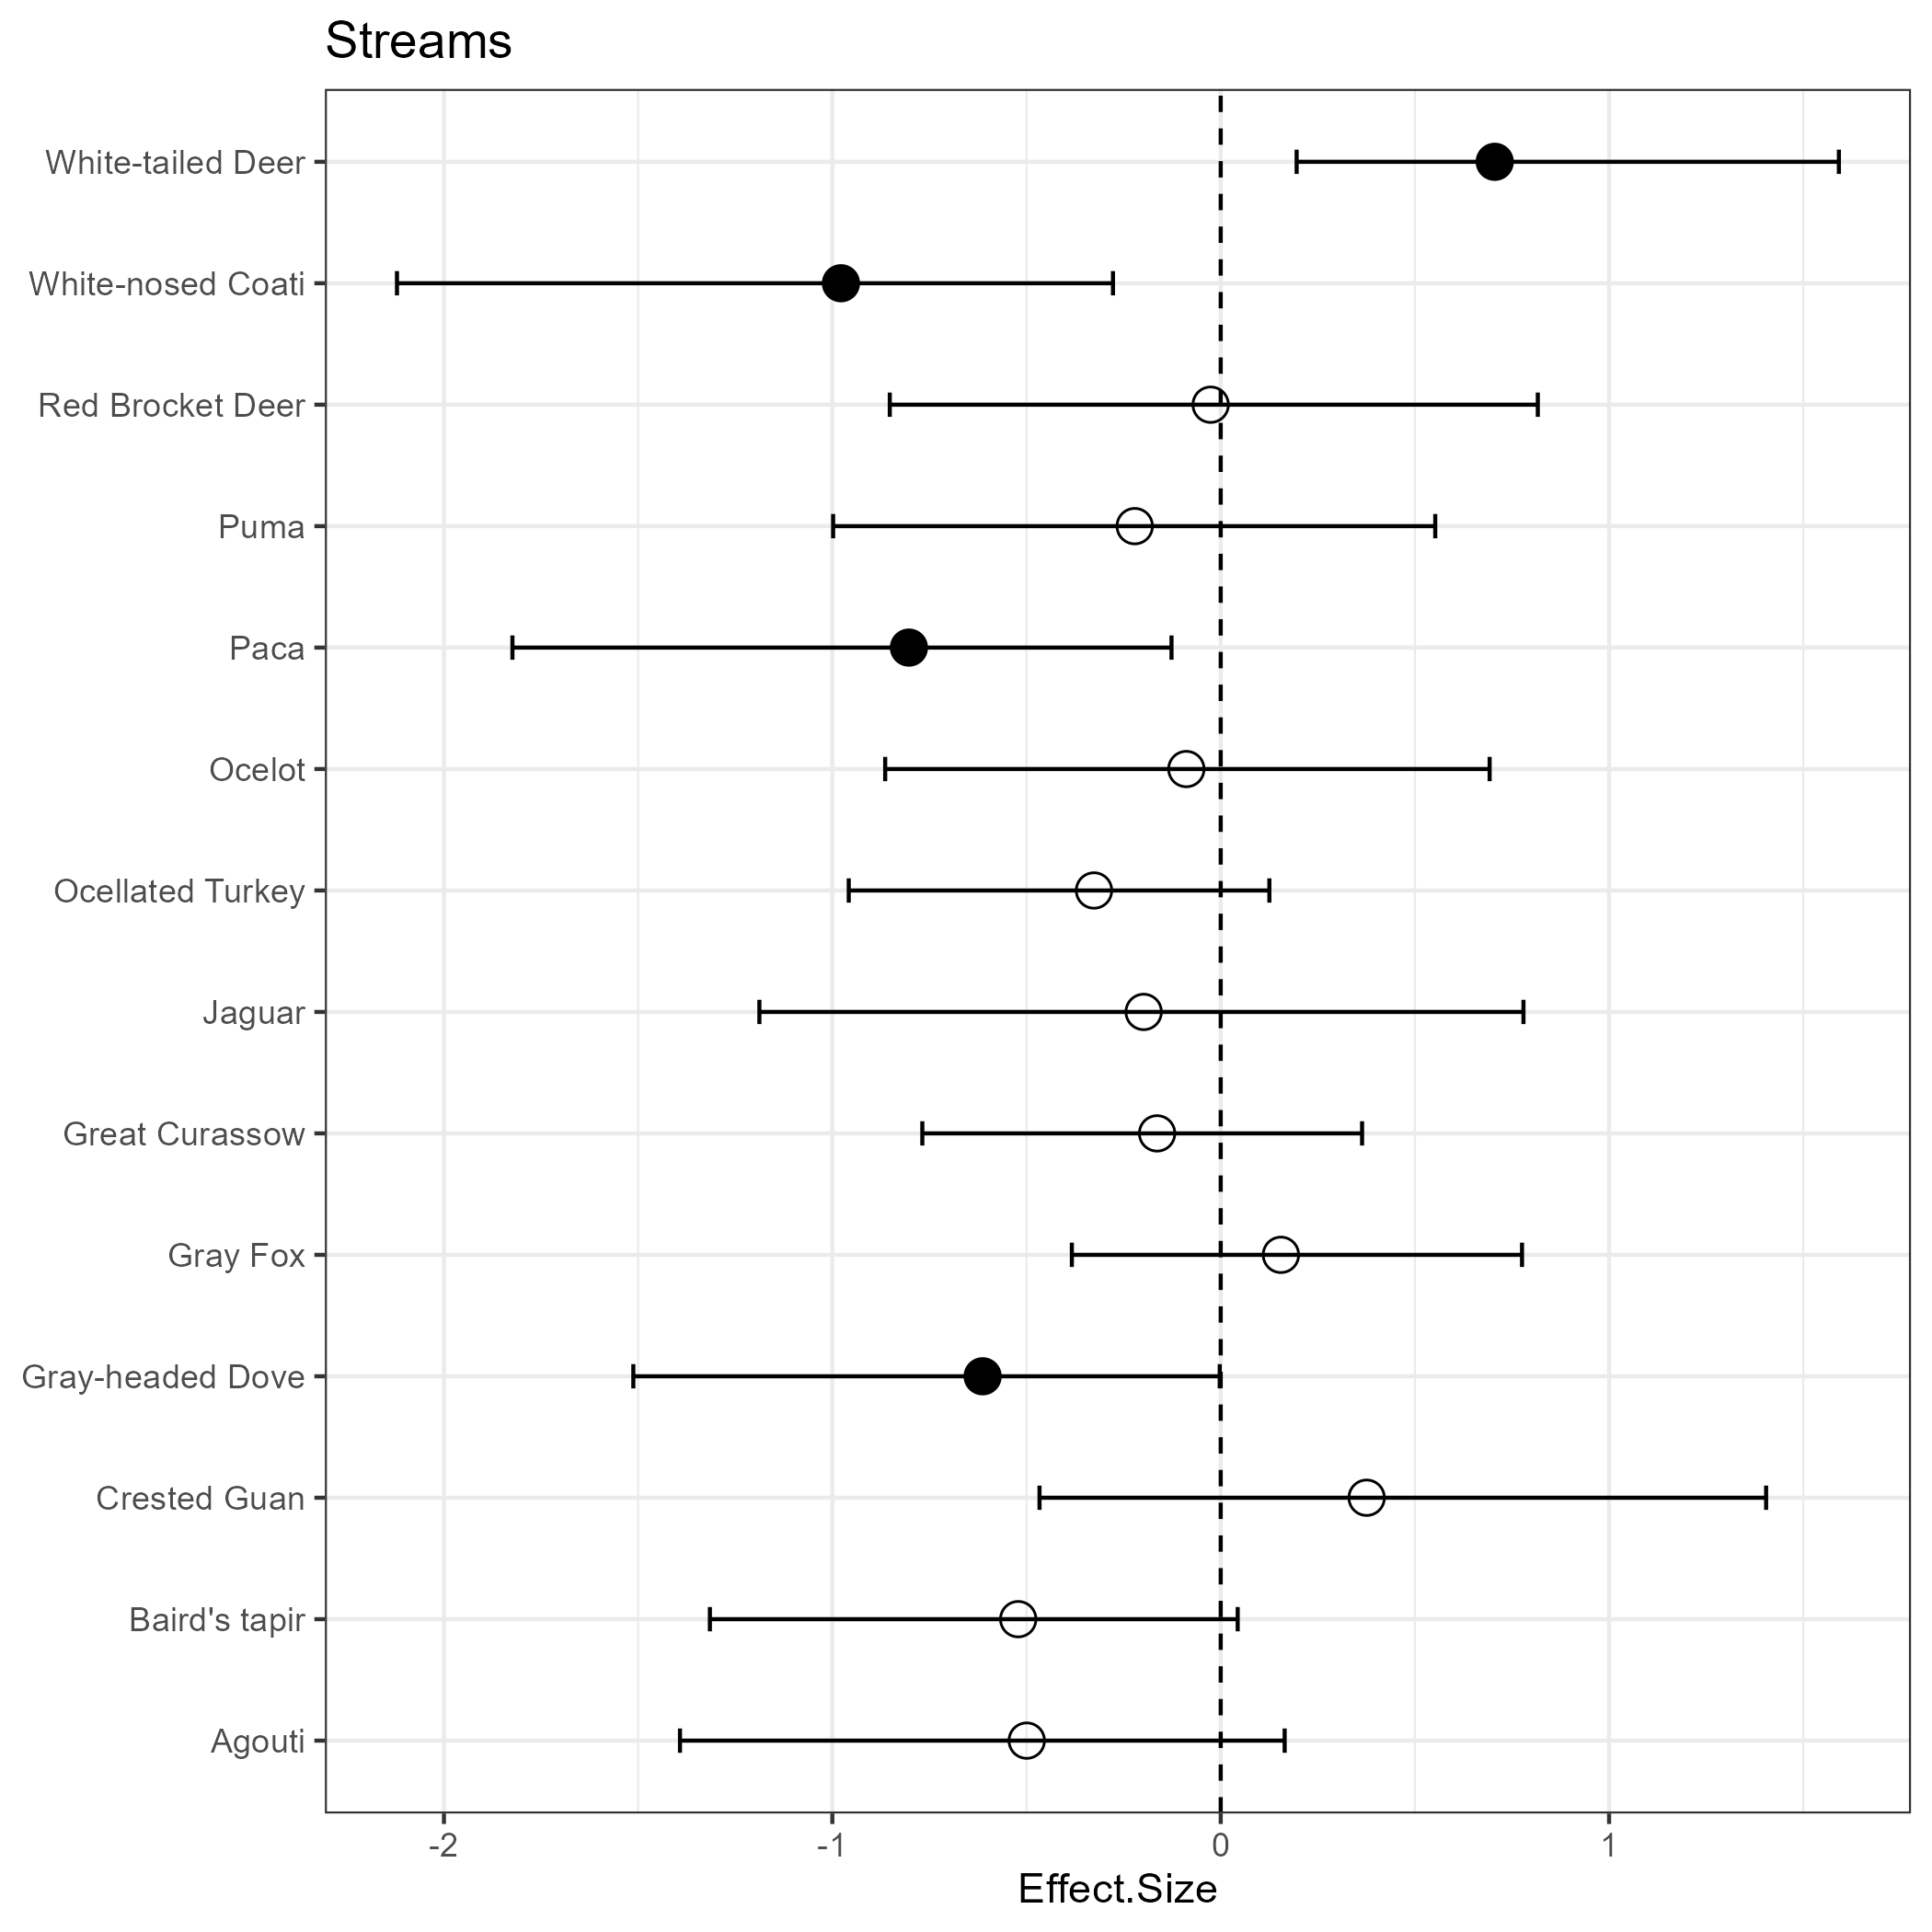 Streams
White-tailed Deer
White-nosed Coati
Red Brocket Deer
Puma
Paca
Ocelot
Ocellated Turkey
Jaguar
Great Curassow
Gray Fox
Gray-headed Dove
Crested Guan
Baird's tapir
Agouti
-2 -1 0 1
Effect.Size